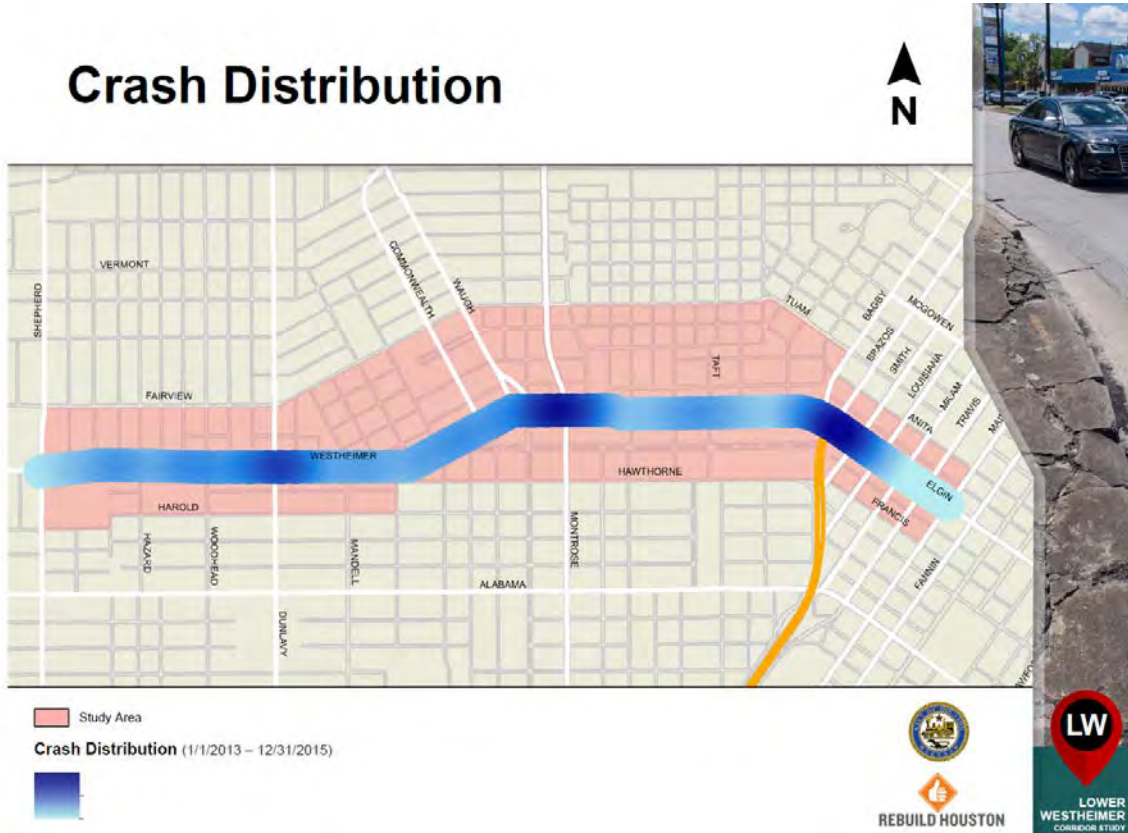 Crash Distribution
N
VERMONT
SHEPHERD
COMMONWEALTH
WAUGH
TUAM
BAGBY
MCGOWEN
BRAZOS
SMITH
LOUISIANA
MILAM
TRAVIS
TAFT
ANITA
FAIRVIEW
WESTHEIMER
HAWTHORNE
ELGIN
HAROLD
FRANCIS
HAZARD
WOODHEAD
MANDELL
MONTROSE
ALABAMA
FANNIN
DUNLAVY
Study Area
Crash Distribution (1/1/2013 – 12/31/2015)
REBUILD HOUSTON
LW
LOWER
WESTHEIMER
CORRIDOR STUDY